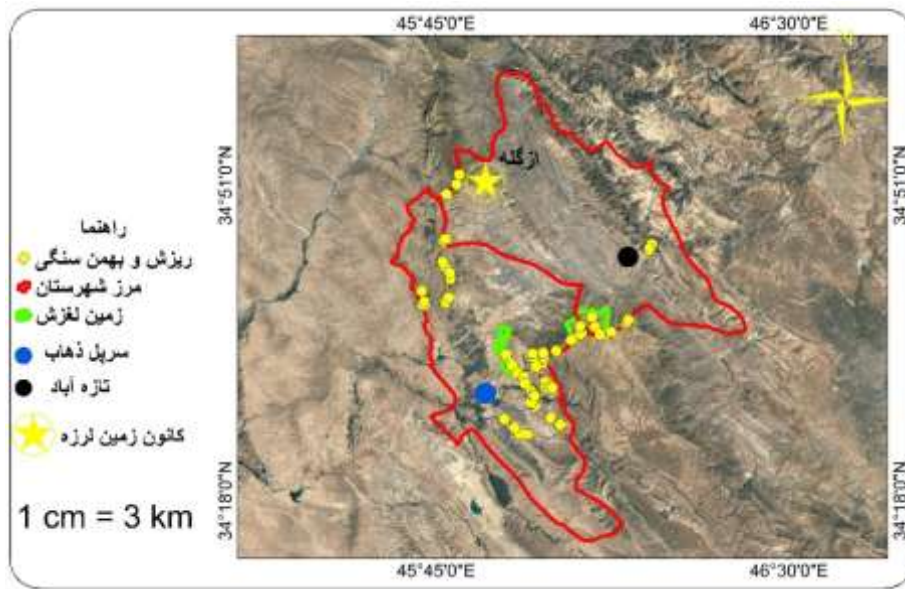 45°45'0"E
46°30'0"E
N
34°51'0"N
34°51'0"N
ازگله
راهنما
ریزش و بهمن سنگی
مرز شهرستان
زمین لغزش
سرپل ذهاب
تازه آباد
کانون زمین لرزه
1 cm = 3 km
34°18'0"N
34°18'0"N
45°45'0"E
46°30'0"E